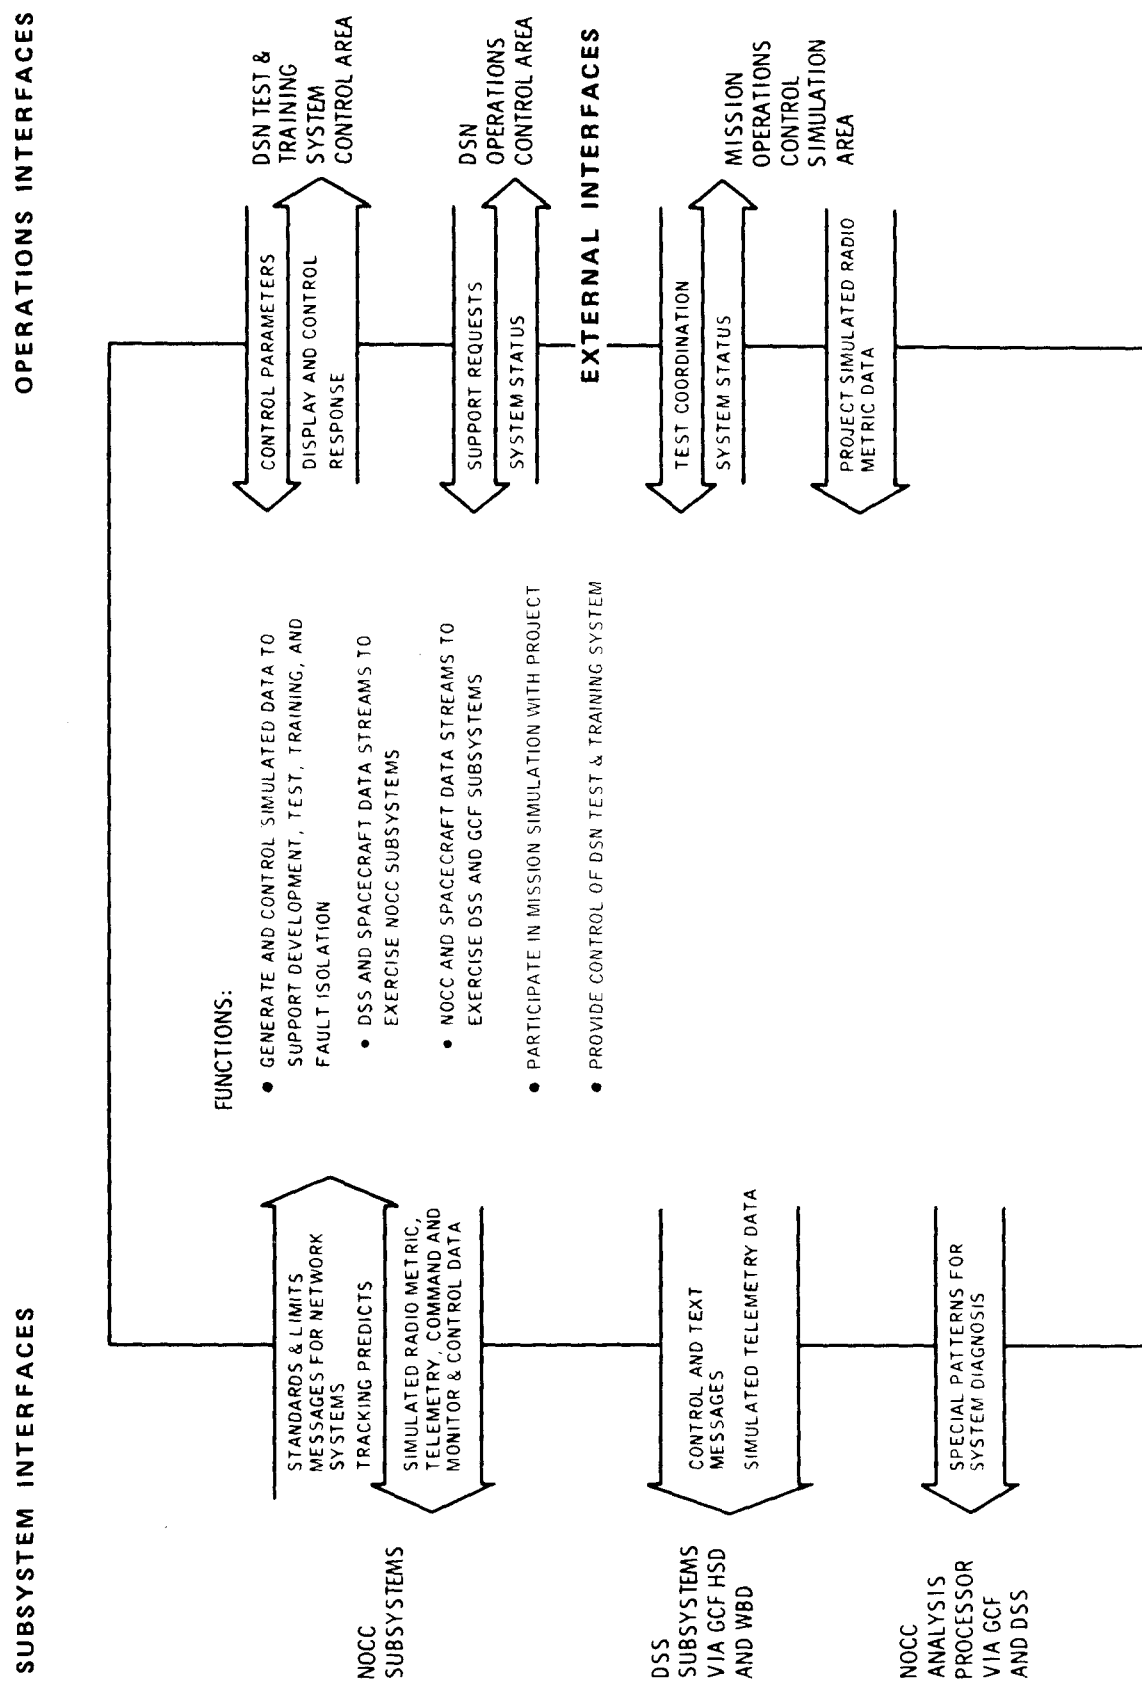 SUBSYSTEM INTERFACES
OPERATIONS INTERFACES
NOCC
SUBSYSTEMS
STANDARDS & LIMITS
MESSAGES FOR NETWORK
SYSTEMS
TRACKING PREDICTS
SIMULATED RADIO METRIC,
TELEMETRY, COMMAND AND
MONITOR & CONTROL DATA
DSS
SUBSYSTEMS
VIA GCF HSD
AND WBD
CONTROL AND TEXT
MESSAGES
SIMULATED TELEMETRY DATA
NOCC
ANALYSIS
PROCESSOR
VIA GCF
AND DSS
SPECIAL PATTERNS FOR
SYSTEM DIAGNOSIS
FUNCTIONS:
• GENERATE AND CONTROL SIMULATED DATA TO
SUPPORT DEVELOPMENT, TEST, TRAINING, AND
FAULT ISOLATION
• DSS AND SPACECRAFT DATA STREAMS TO
EXERCISE NOCC SUBSYSTEMS
• NOCC AND SPACECRAFT DATA STREAMS TO
EXERCISE DSS AND GCF SUBSYSTEMS
• PARTICIPATE IN MISSION SIMULATION WITH PROJECT
• PROVIDE CONTROL OF DSN TEST & TRAINING SYSTEM
CONTROL PARAMETERS
DISPLAY AND CONTROL
RESPONSE
DSN TEST &
TRAINING
SYSTEM
CONTROL AREA
SUPPORT REQUESTS
SYSTEM STATUS
DSN
OPERATIONS
CONTROL AREA
EXTERNAL INTERFACES
TEST COORDINATION
SYSTEM STATUS
MISSION
OPERATIONS
CONTROL
SIMULATION
AREA
PROJECT SIMULATED RADIO
METRIC DATA